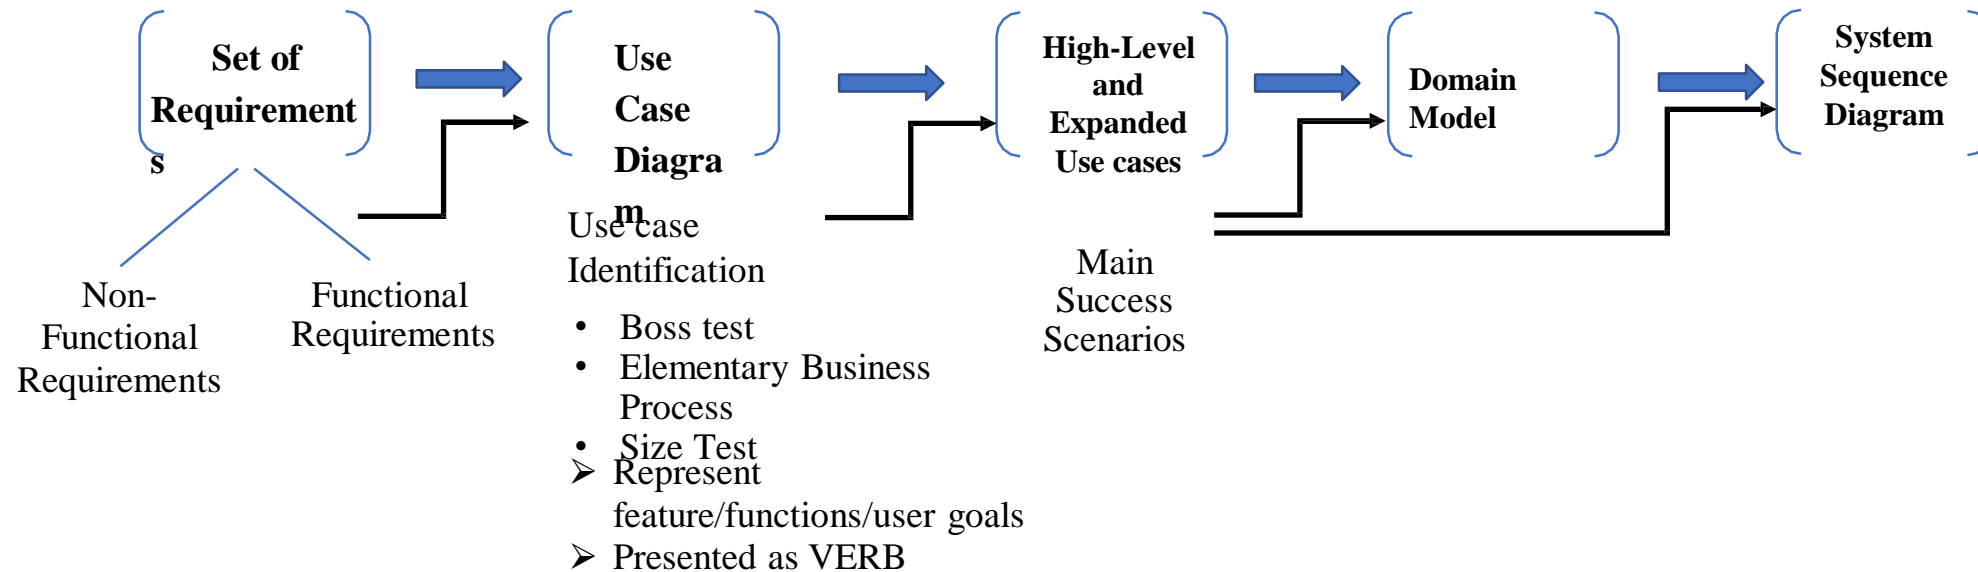 Set of
Requirement
s
Non-
Functional
Requirements
Functional
Requirements
Use
Case
Diagra
m
Use case
Identification
• Boss test
• Elementary Business
Process
• Size Test
➢ Represent
feature/functions/user goals
➢ Presented as VERB
High-Level
and
Expanded
Use cases
Main
Success
Scenarios
Domain
Model
System
Sequence
Diagram